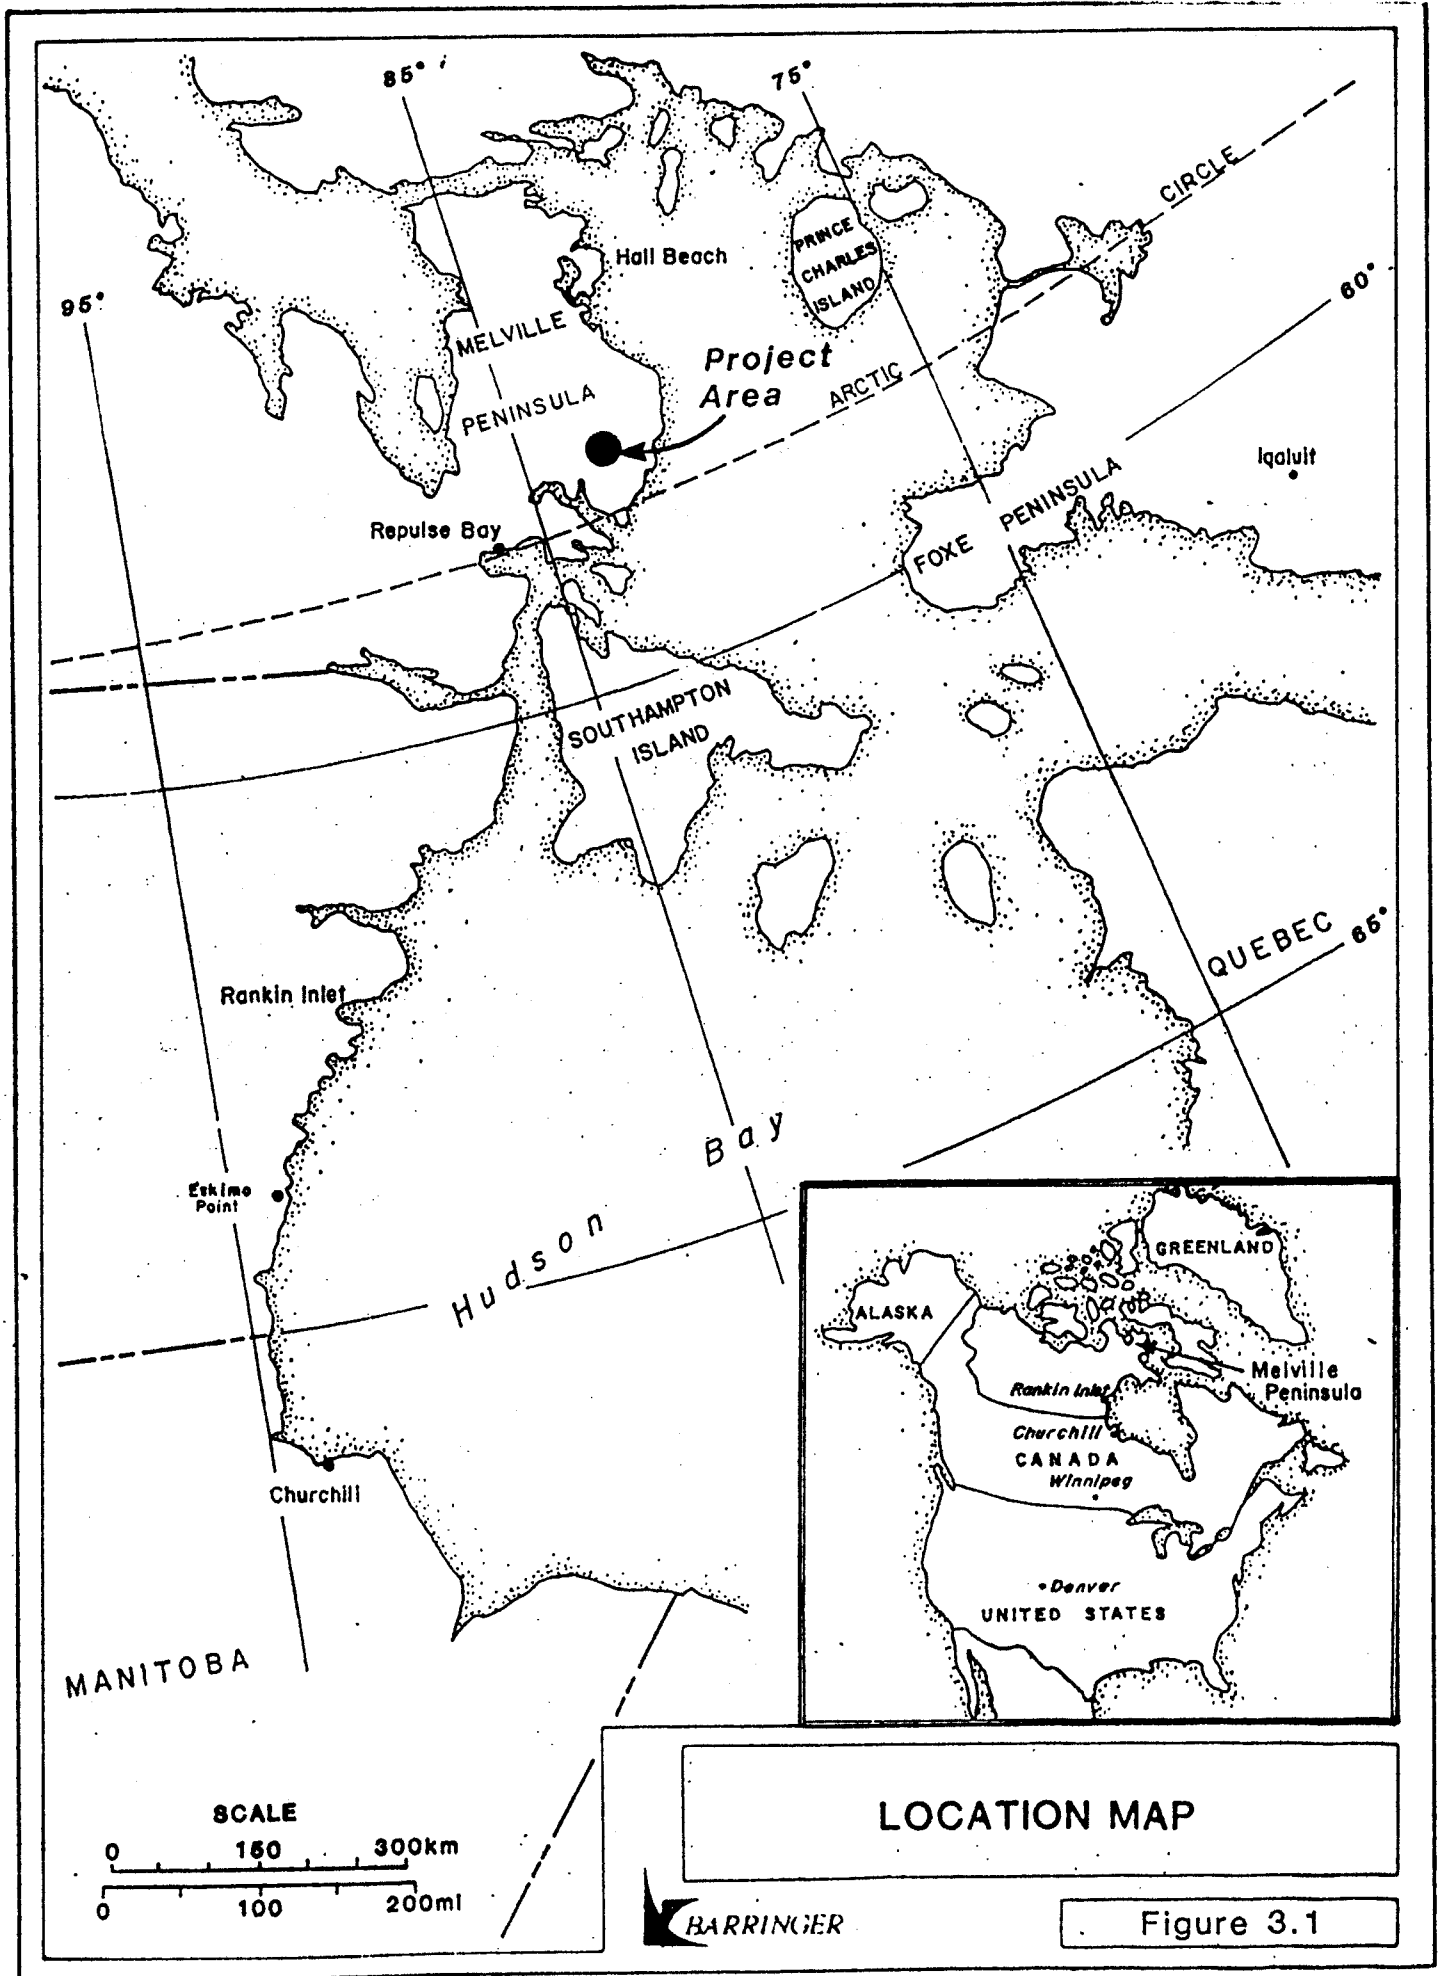 85°
75°
CIRCLE
Hall Beach
PRINCE
CHARLES
ISLAND
95°
60°
MELVILLE
Project
Area
ARCTIC
PENINSULA
Iqaluit
PENINSULA
Repulse Bay
FOXE
SOUTHAMPTON
ISLAND
QUEBEC
65°
Rankin Inlet
Bay
Eskimo
Point
Hudson
GREENLAND
ALASKA
Melville
Peninsula
Rankin Inlet
Churchill
CANADA
Winnipeg
Churchill
Denver
UNITED STATES
MANITOBA
SCALE
0 150 300km
0 100 200mi
LOCATION MAP
BARRINGER
Figure 3.1